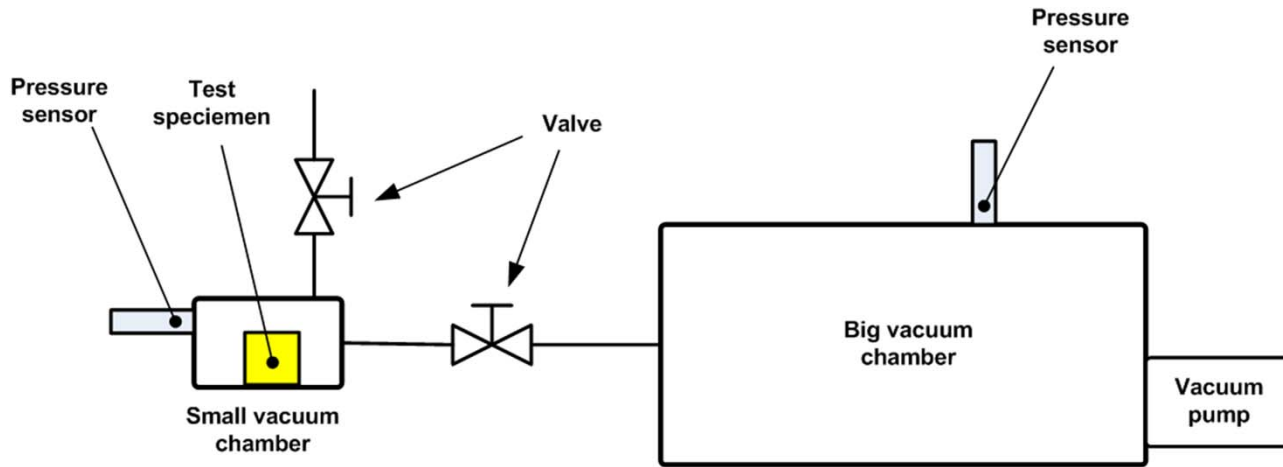 Pressure
sensor
Test
speciemen
Pressure
sensor
Valve
Big vacuum
chamber
Vacuum
pump
Small vacuum
chamber